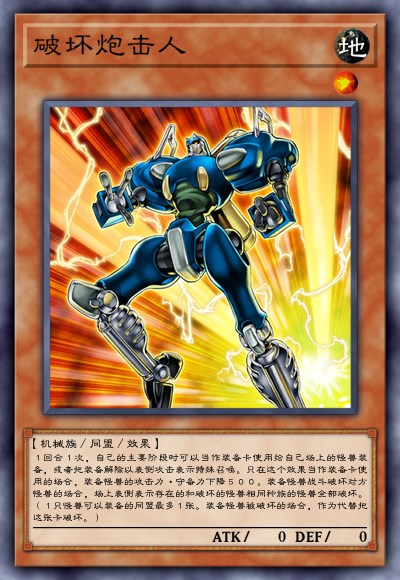 破坏炮击人
地
【机械族／同盟／效果】
１回合１次，自己的主要阶段时可以当作装备卡使用给自己场上的怪兽装
备，或者把装备解除以表侧攻击表示特殊召唤。只在这个效果当作装备卡使
用的场合，装备怪兽的攻击力・守备力下降５００。装备怪兽战斗破坏对方
怪兽的场合，场上表侧表示存在的和破坏的怪兽相同种族的怪兽全部破坏。
（１只怪兽可以装备的同盟最多１张。装备怪兽被破坏的场合，作为代替把
这张卡破坏。）
ATK/ 0 DEF/ 0